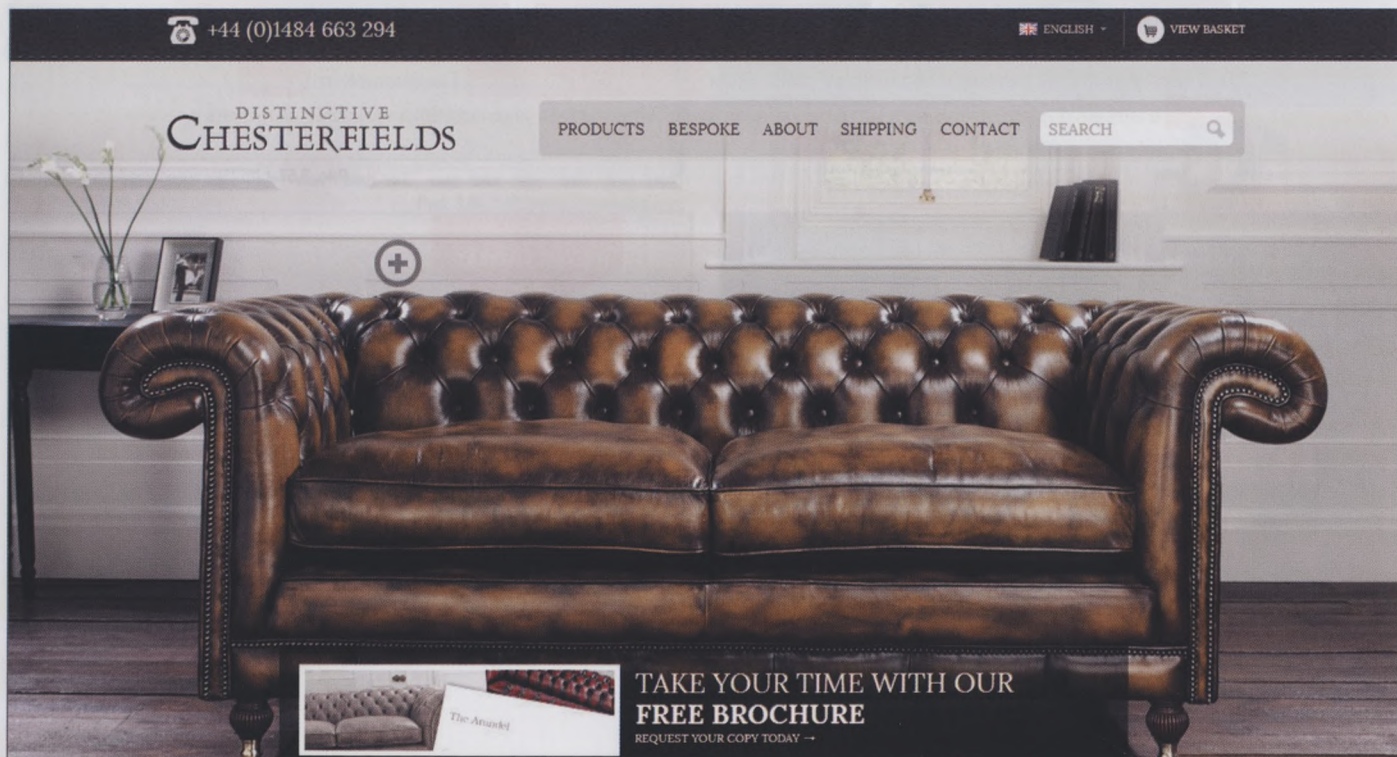 +44 (0)1484 663 294
ENGLISH
VIEW BASKET
DISTINCTIVE
CHESTERFIELDS
PRODUCTS BESPOKE ABOUT SHIPPING CONTACT SEARCH
The Arundel
TAKE YOUR TIME WITH OUR
FREE BROCHURE
REQUEST YOUR COPY TODAY →